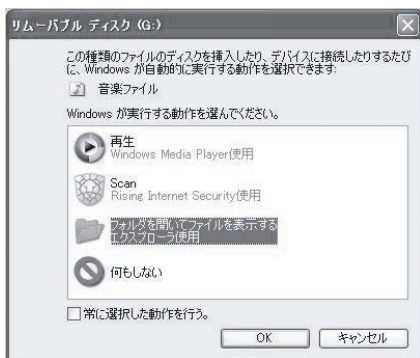 リムーバブル ディスク (G:)
この種類のファイルのディスクを挿入したり、デバイスに接続したりするたび
に、Windows が自動的に実行する動作を選択できます:
音楽ファイル
Windows が実行する動作を選んでください。
再生
Windows Media Player使用
Scan
Rising Internet Security使用
フォルダを開いてファイルを表示する
エクスプローラ使用
何もしない
常に選択した動作を行う。
OK
キャンセル